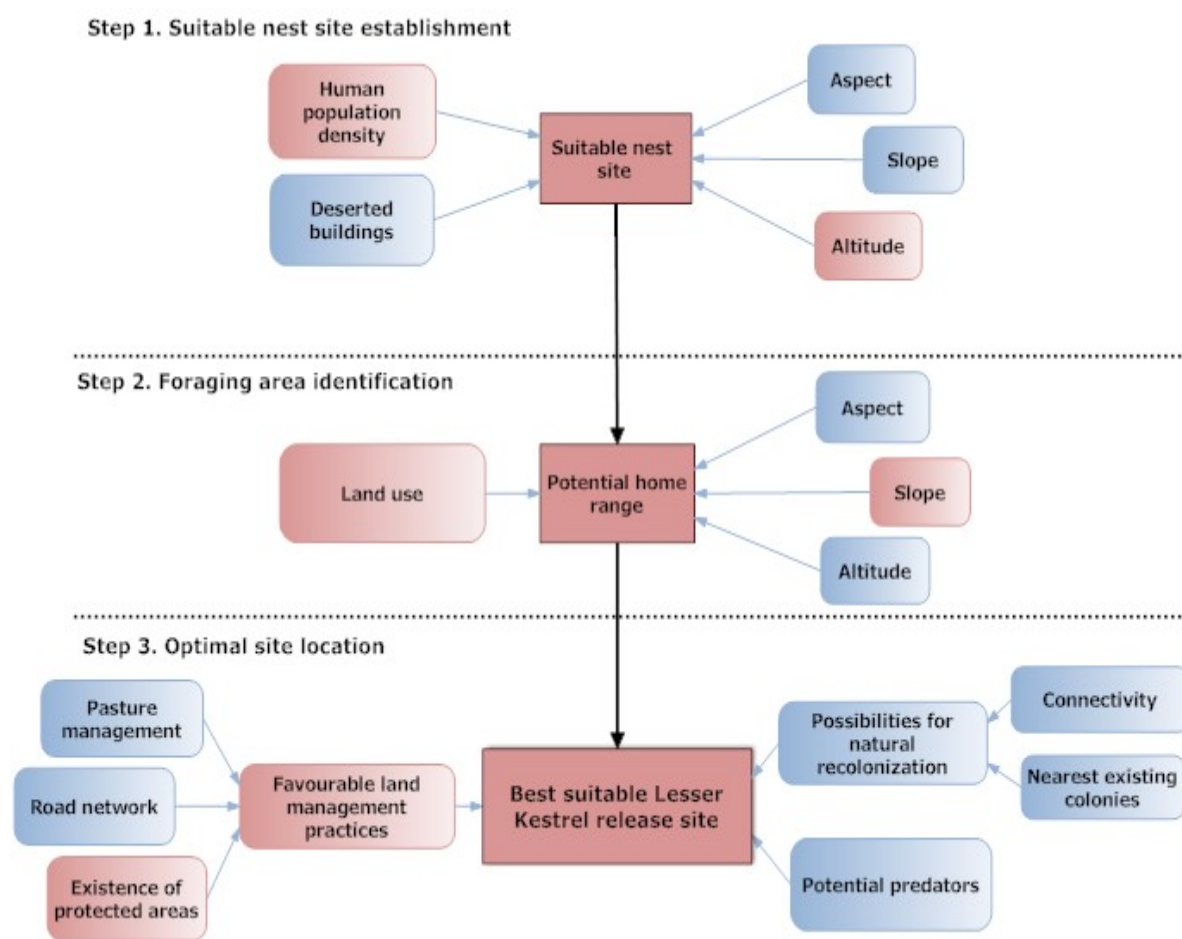 Step 1. Suitable nest site establishment
Human
population
density
Deserted
buildings
Suitable nest
site
Aspect
Slope
Altitude
Step 2. Foraging area identification
Land use
Potential home
range
Aspect
Slope
Altitude
Step 3. Optimal site location
Pasture
management
Road network
Existence of
protected areas
Favourable land
management
practices
Best suitable Lesser
Kestrel release site
Possibilities for
natural
recolonization
Connectivity
Nearest existing
colonies
Potential predators